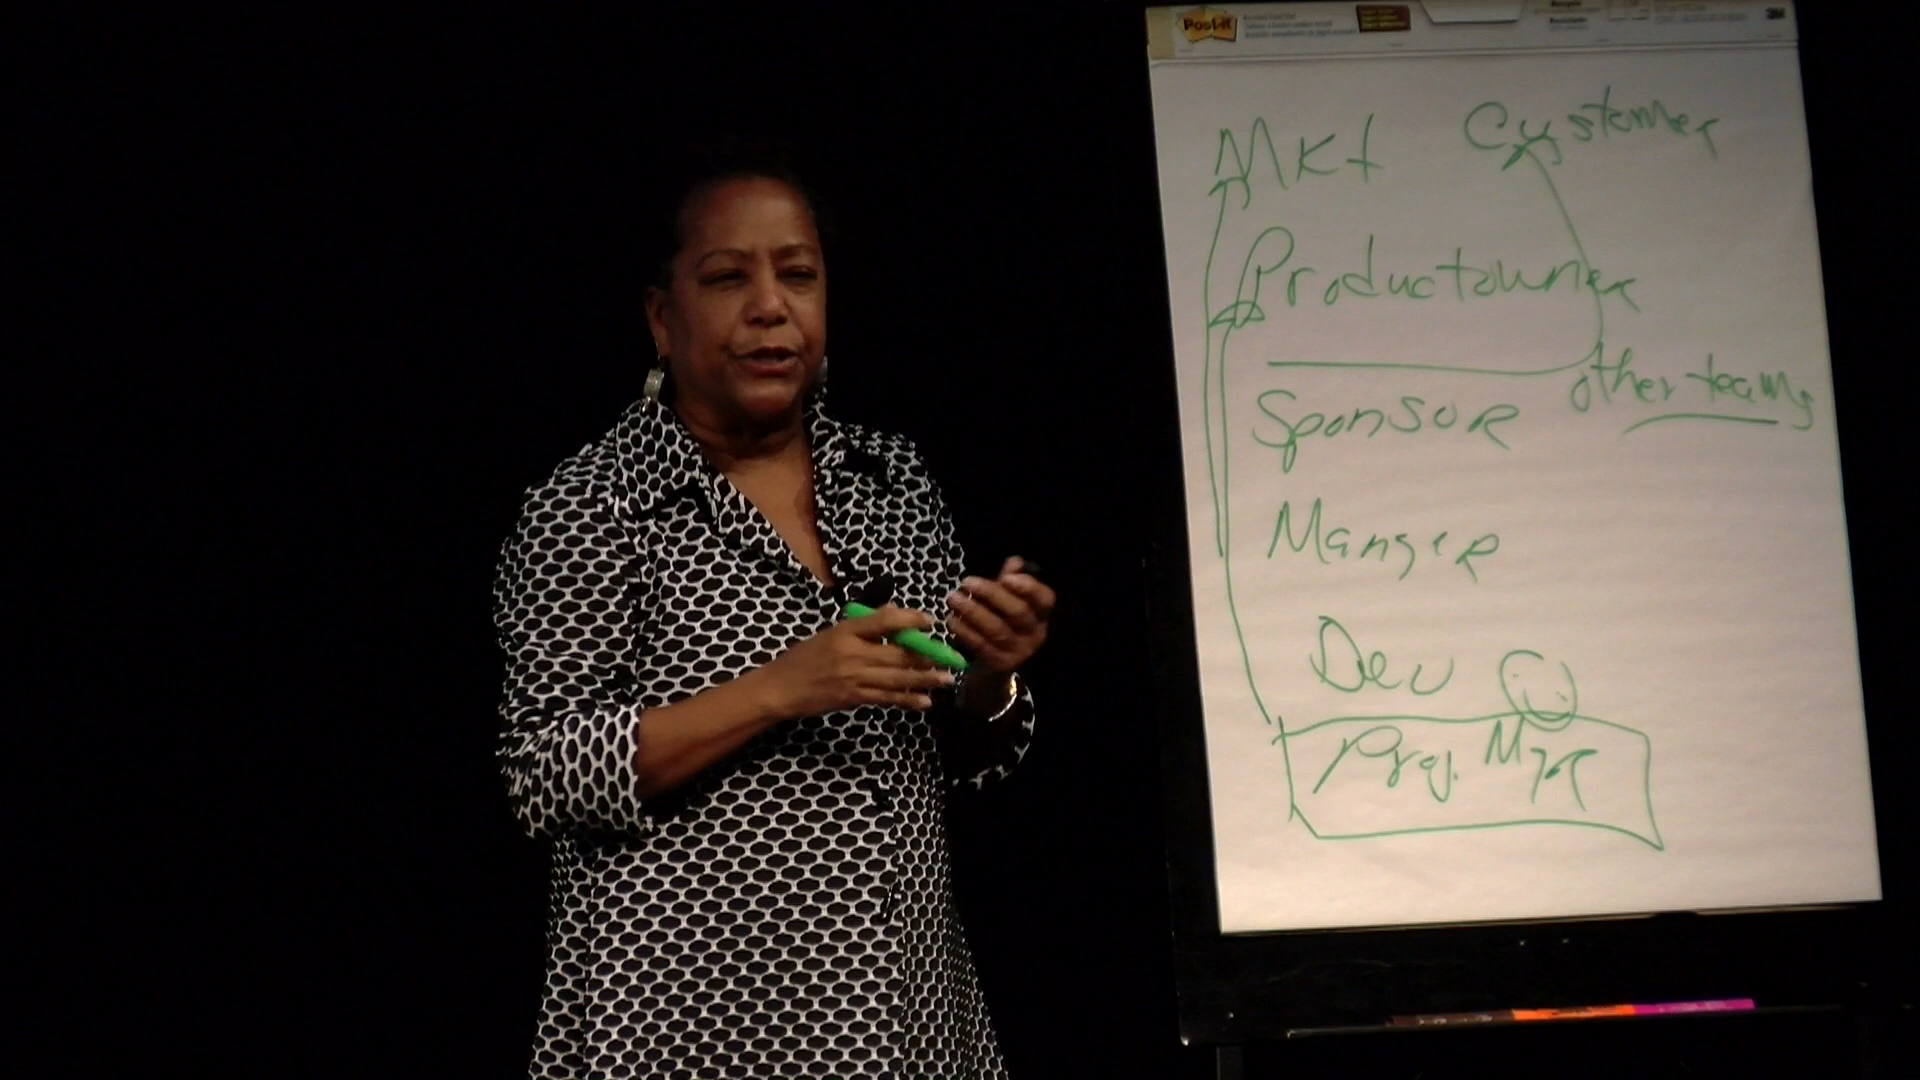 Post-it
Mkt Customer
Productowner
other teams
Sponsor
Manger
Dev
Proj. Mgr